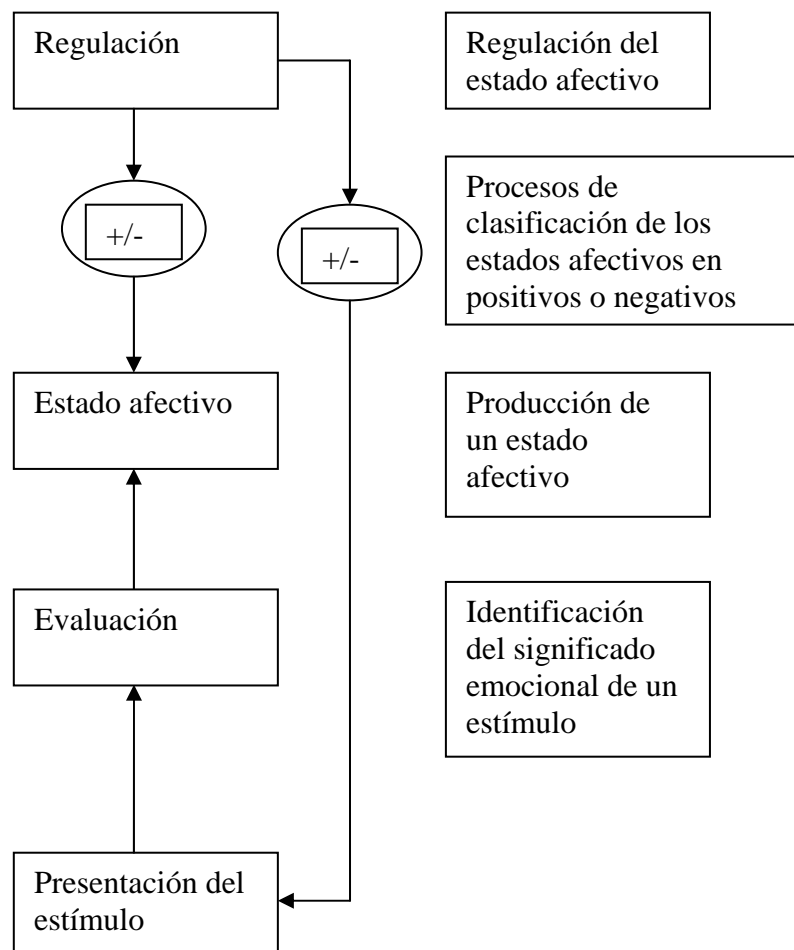 Regulación
Regulación del
estado afectivo
+/-
+/-
Procesos de
clasificación de los
estados afectivos en
positivos o negativos
Estado afectivo
Producción de
un estado
afectivo
Evaluación
Identificación
del significado
emocional de un
estímulo
Presentación del
estímulo